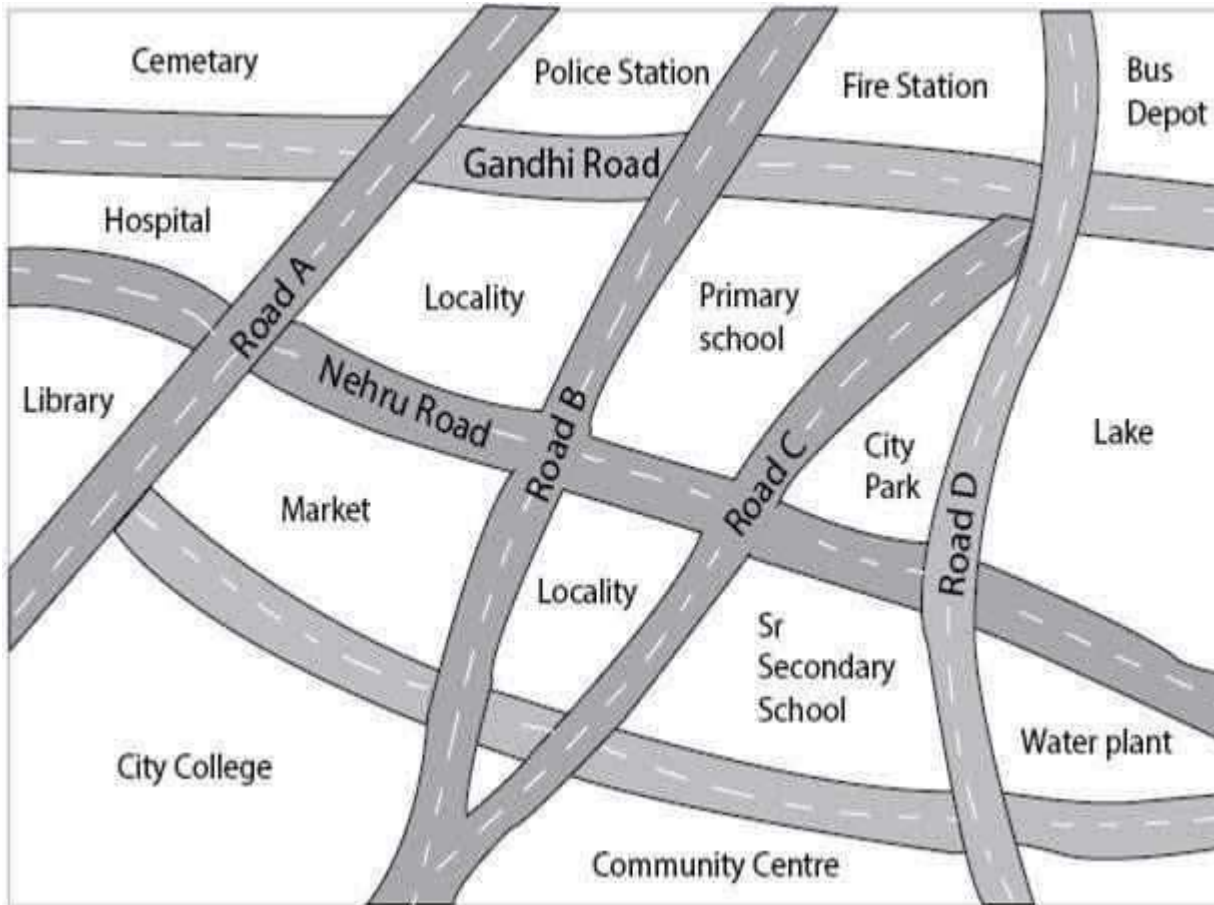 Cemetary
Police Station
Fire Station
Bus
Depot
Gandhi Road
Hospital
Road A
Locality
Primary
school
Library
Nehru Road
Road B
Road C
City
Park
Lake
Market
Road D
Locality
Sr
Secondary
School
City College
Water plant
Community Centre